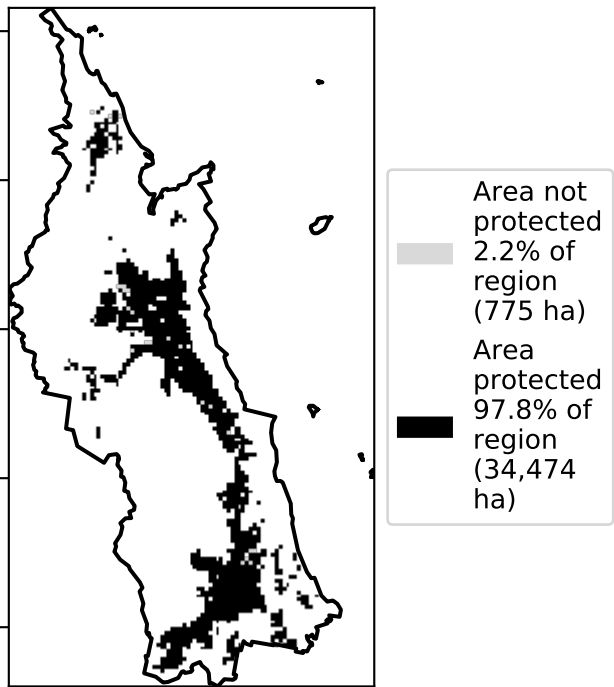 Area not
protected
2.2% of
region
(775 ha)
Area
protected
97.8% of
region
(34,474
ha)